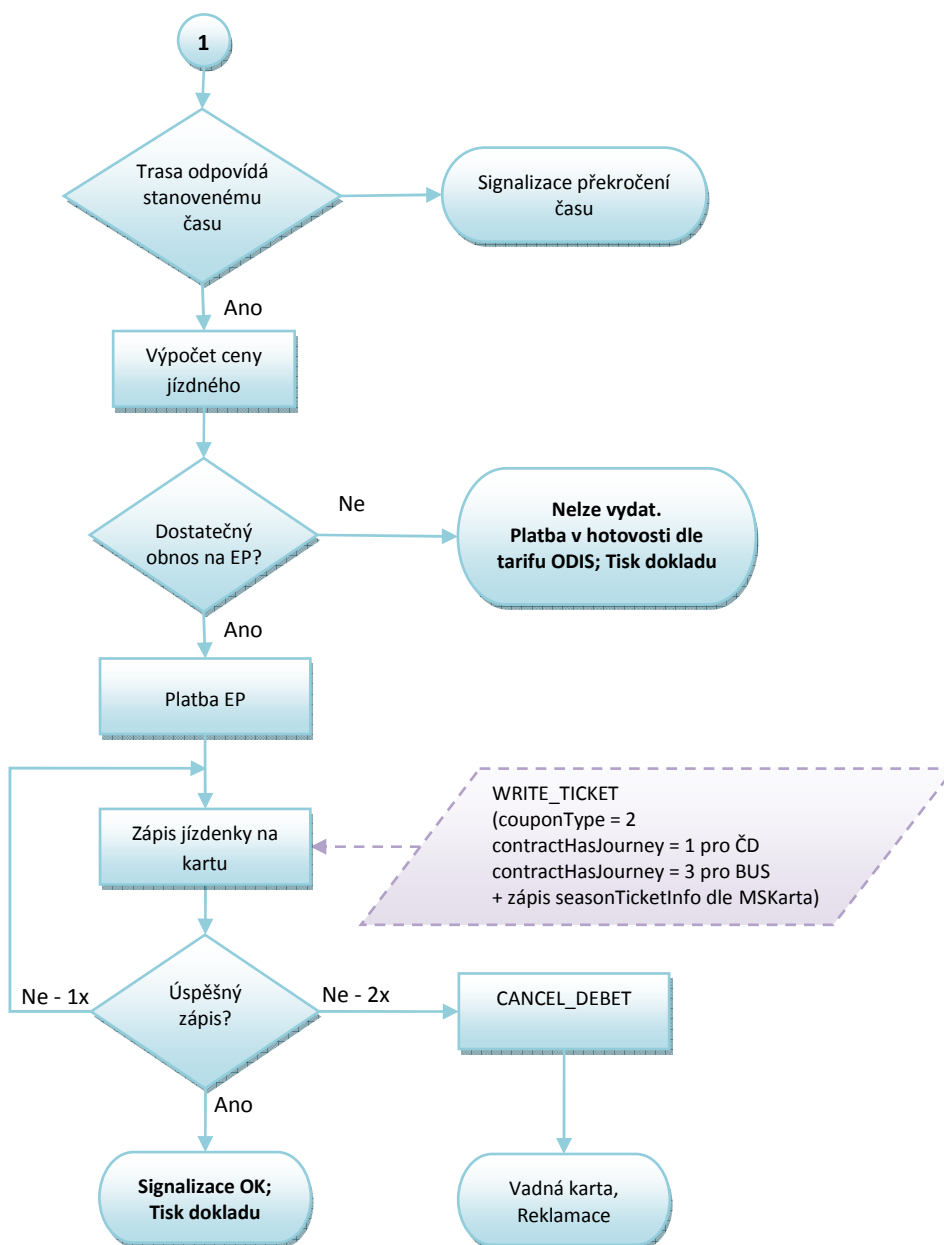 1
Trasa odpovídá
stanovenému
času
Signalizace překročení
času
Ano
Výpočet ceny
jízdného
Ne
Dostatečný
obnos na EP?
Nelze vydat.
Platba v hotovosti dle
tarifu ODIS; Tisk dokladu
Ano
Platba EP
WRITE_TICKET
(couponType = 2
contractHasJourney = 1 pro ČD
contractHasJourney = 3 pro BUS
+ zápis seasonTicketInfo dle MSKarta)
Zápis jízdenky na
kartu
Ne - 1x
Úspěšný
zápis?
Ne - 2x
CANCEL_DEBET
Ano
Signalizace OK;
Tisk dokladu
Vadná karta,
Reklamace